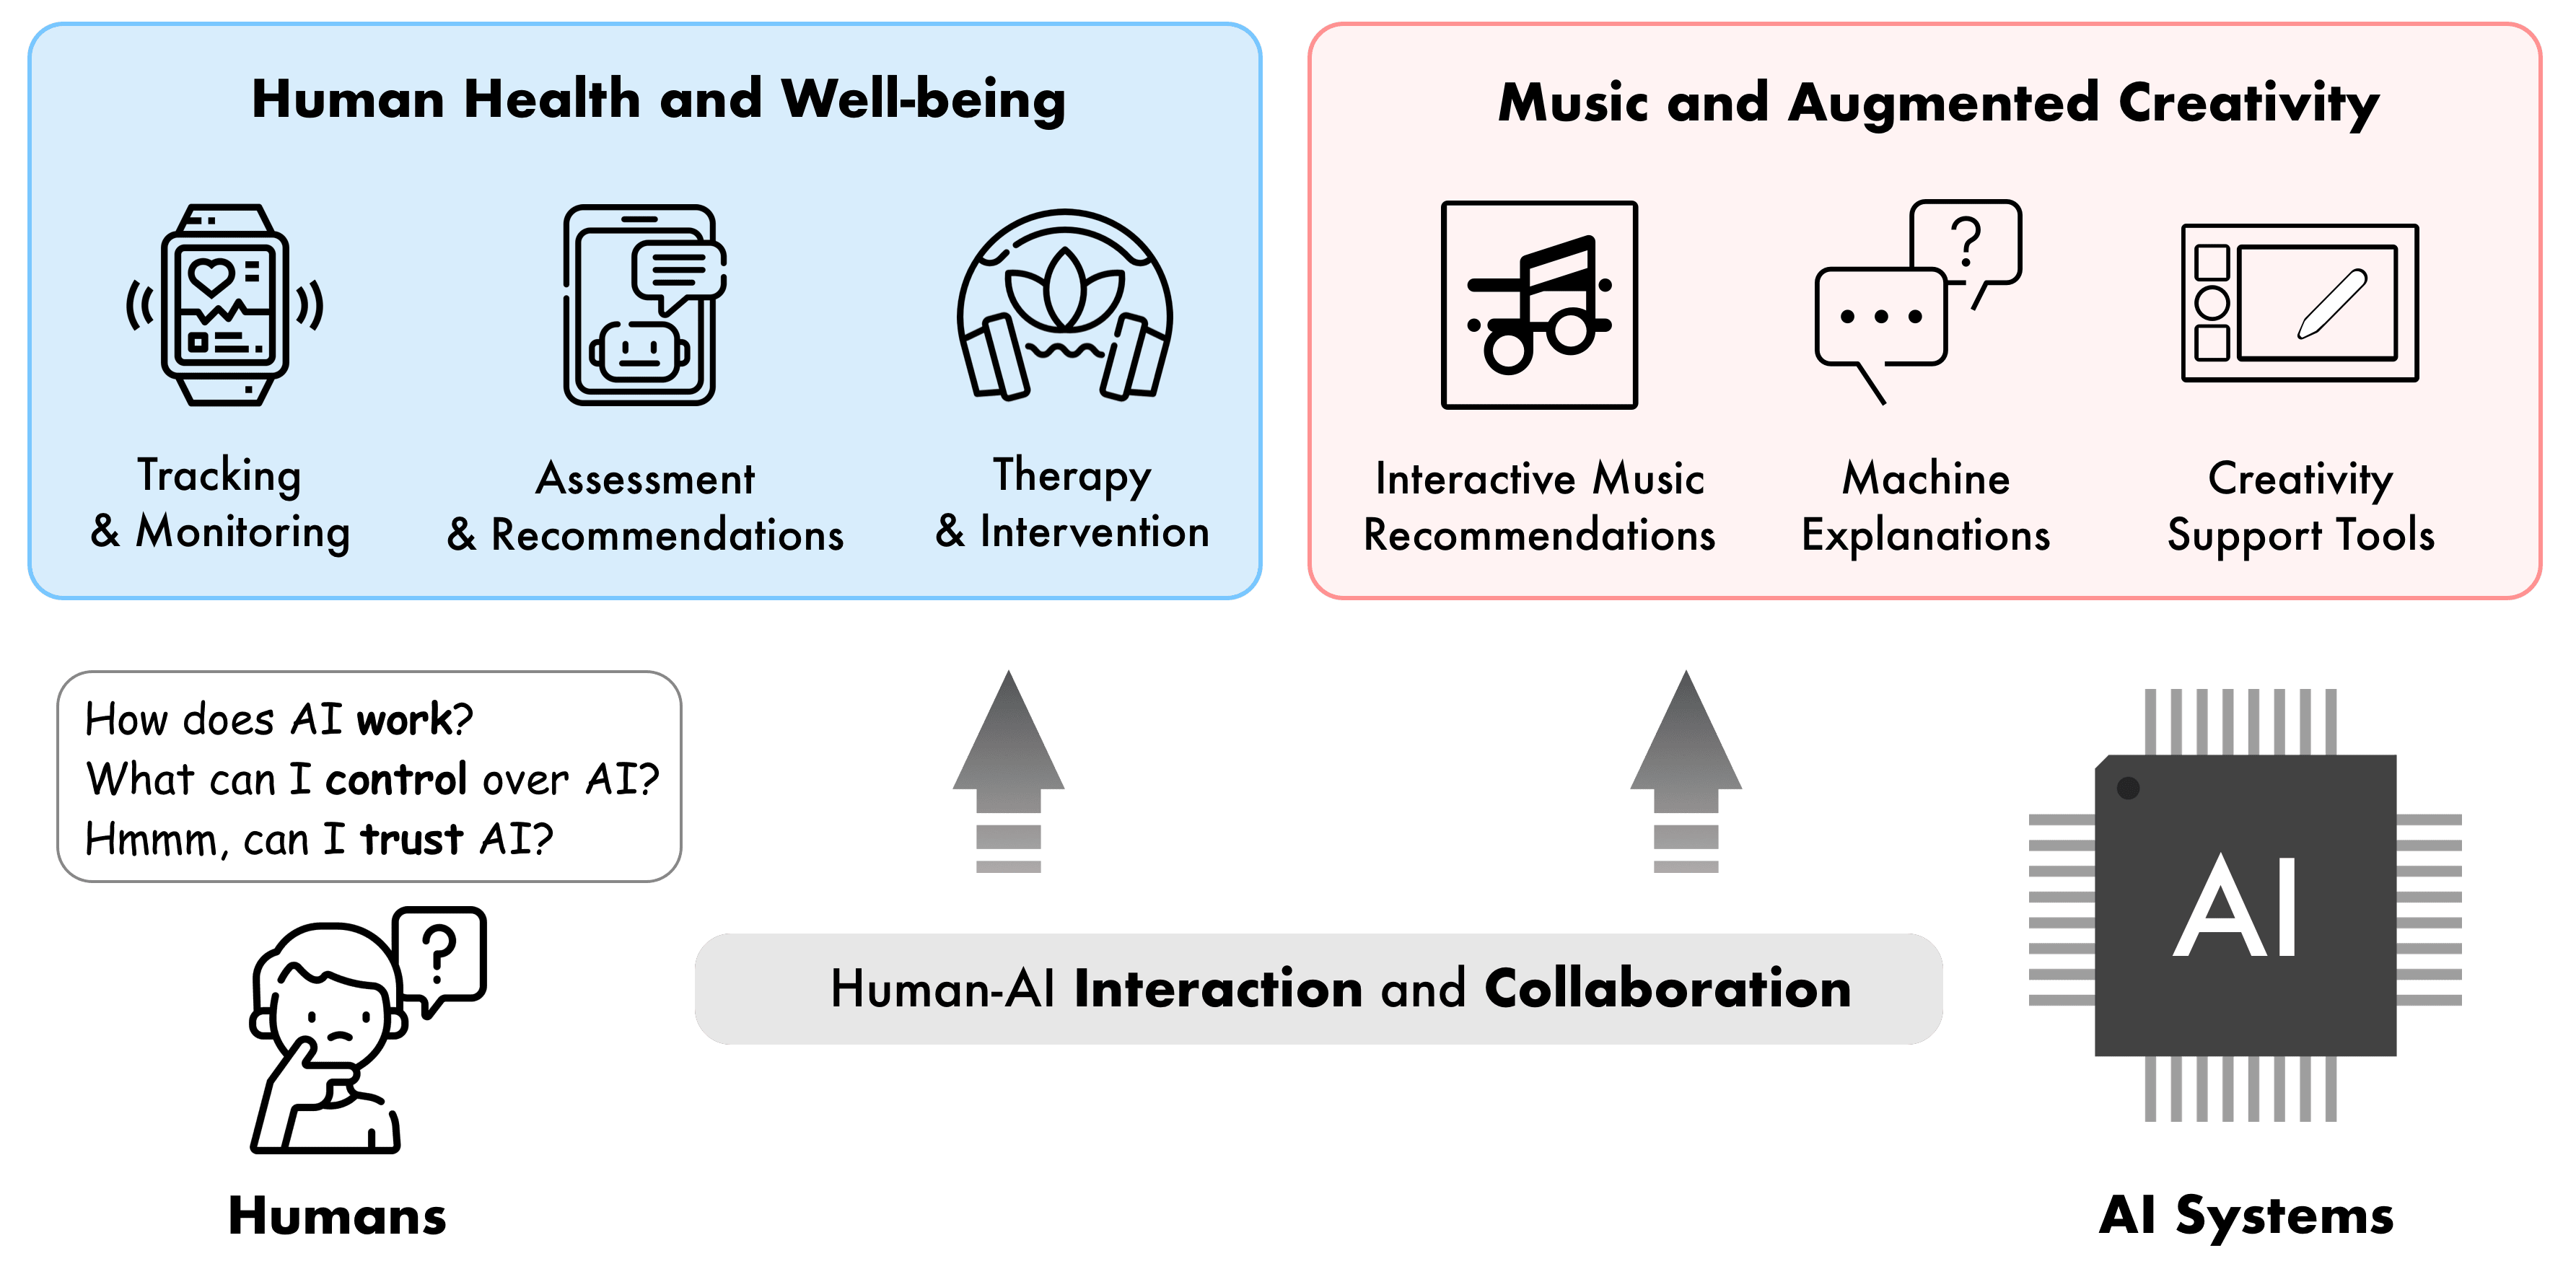 Human Health and Well-being
Tracking
& Monitoring
Assessment
& Recommendations
Therapy
& Intervention
Music and Augmented Creativity
?
Interactive Music
Recommendations
Machine
Explanations
Creativity
Support Tools
How does AI work?
What can I control over AI?
Hmmm, can I trust AI?
?
Humans
Human-AI Interaction and Collaboration
AI
AI Systems